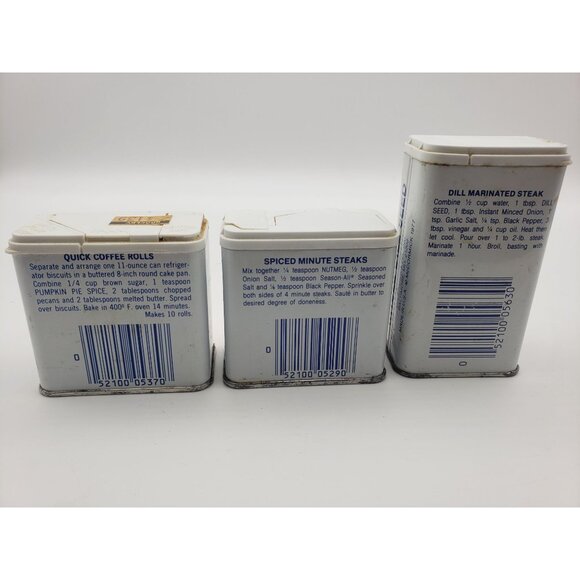 QUICK COFFEE ROLLS
Separate and arrange one 11-ounce can refriger-
ator biscuits in a buttered 8-inch round cake pan.
Combine 1/4 cup brown sugar, 1 teaspoon
PUMPKIN PIE SPICE, 2 tablespoons chopped
pecans and 2 tablespoons melted butter. Spread
over biscuits. Bake in 400° F. oven 14 minutes.
Makes 10 rolls.
0
52100 05370
SPICED MINUTE STEAKS
Mix together ¼ teaspoon NUTMEG, ½ teaspoon
Onion Salt, ½ teaspoon Season-All® Seasoned
Salt and ¼ teaspoon Black Pepper. Sprinkle over
both sides of 4 minute steaks. Sauté in butter to
desired degree of doneness.
0
52100 05290
SEED
DILL MARINATED STEAK
Combine ½ cup water, 1 tbsp. DILL
SEED, 1 tbsp. Instant Minced Onion, 1
tsp. Garlic Salt, ¼ tsp. Black Pepper, 3
tbsp. vinegar and ¼ cup oil. Heat then
let cool. Pour over 1 to 2-lb. steak.
Marinate 1 hour. Broil, basting with
marinade.
52100 05630
0